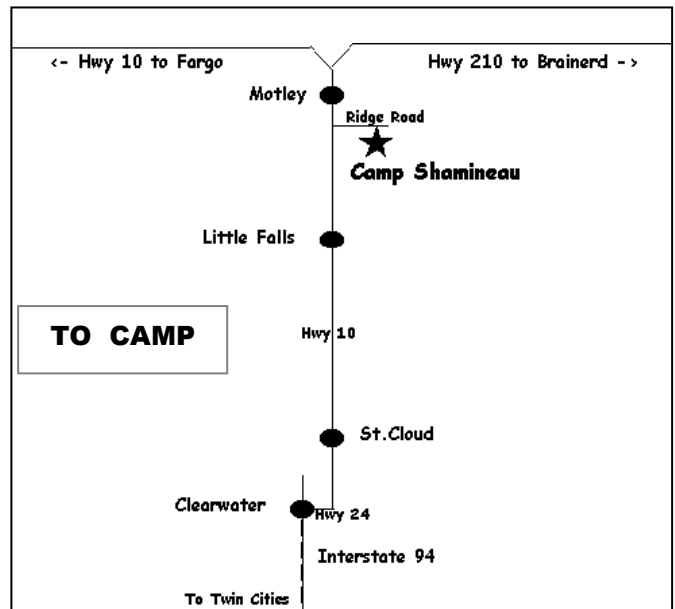 <- Hwy 10 to Fargo
Hwy 210 to Brainerd ->
Motley
Ridge Road
Camp Shamineau
Little Falls
TO CAMP
Hwy 10
St.Cloud
Clearwater
Hwy 24
Interstate 94
To Twin Cities